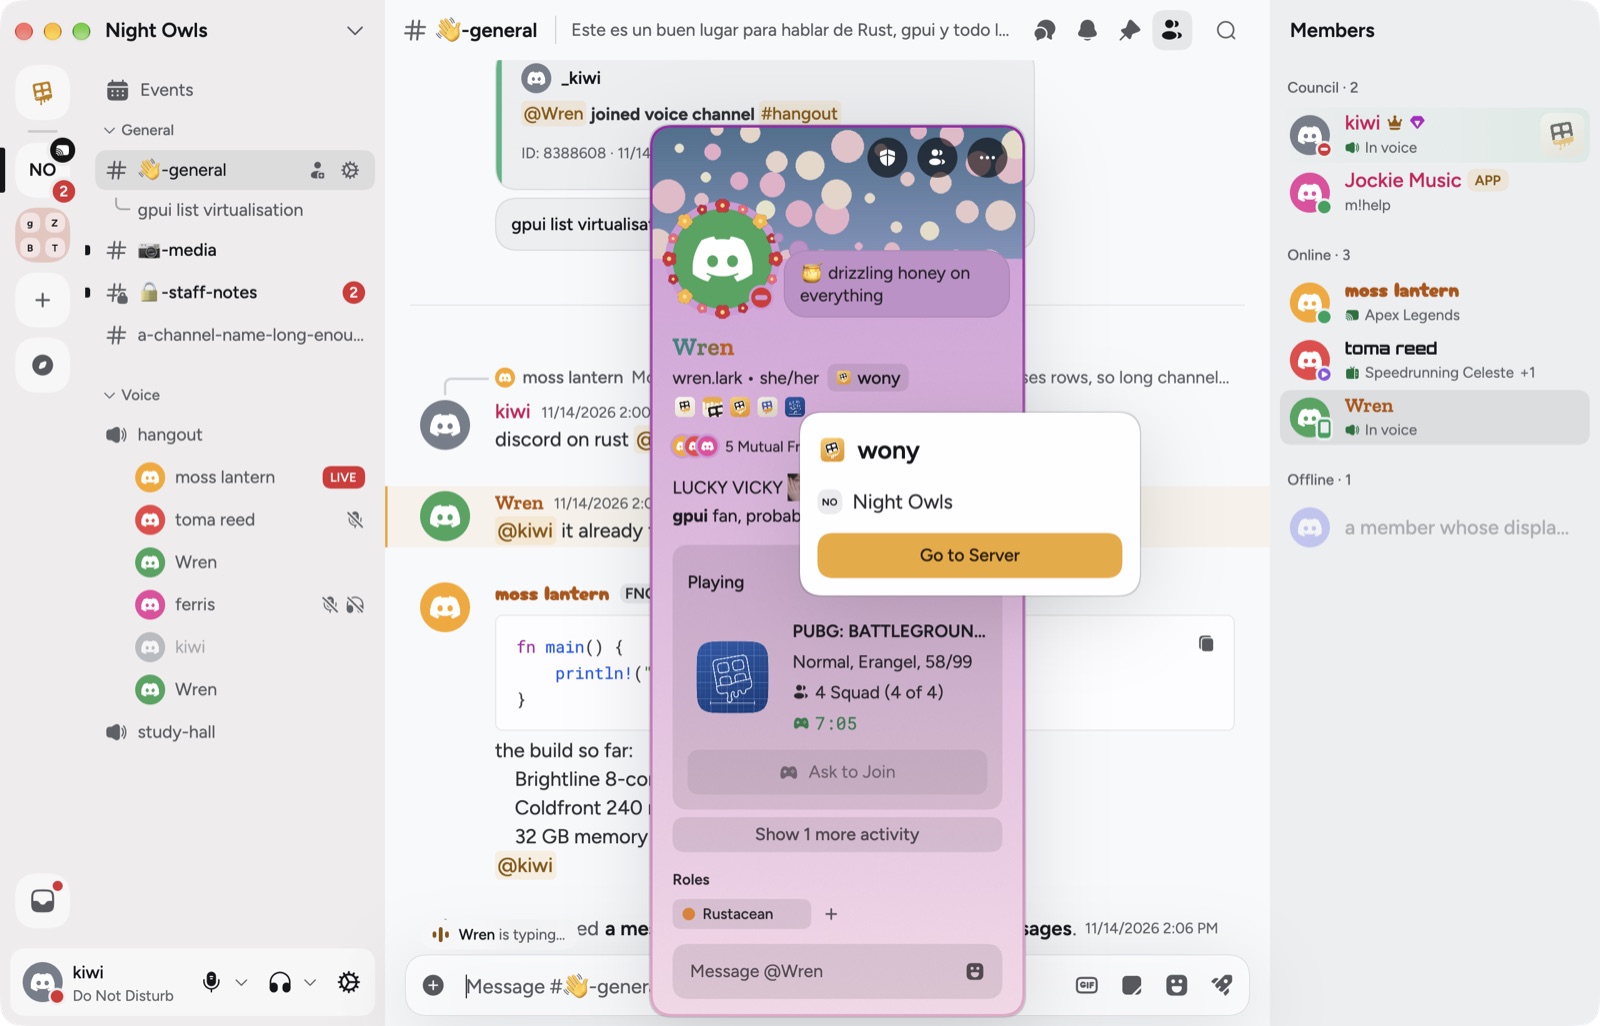 Night Owls
NO
2
g Z
B T
Events
General
👋-general
gpui list virtualisation
📷-media
🔒-staff-notes
2
a-channel-name-long-enou...
Voice
hangout
moss lantern
LIVE
toma reed
Wren
ferris
kiwi
Wren
study-hall
kiwi
Do Not Disturb
👋-general
Este es un buen lugar para hablar de Rust, gpui y todo l...
_kiwi
@Wren joined voice channel #hangout
ID: 8388608 · 11/14
gpui list virtualisa
moss lantern
ses rows, so long channel...
kiwi 11/14/2026 2:00
discord on rust @
Wren 11/14/2026 2:0
@kiwi it already
moss lantern
fn main() {
println!("
}
the build so far:
Brightline 8-co
Coldfront 240
32 GB memory
@kiwi
Wren is typing...
ed a me
sages. 11/14/2026 2:06 PM
Message #👋-gener
GIF
🍯 drizzling honey on
everything
Wren
wren.lark • she/her
wony
5 Mutual Fr
LUCKY VICKY
gpui fan, probab
Playing
PUBG: BATTLEGROUN...
Normal, Erangel, 58/99
4 Squad (4 of 4)
7:05
Ask to Join
Show 1 more activity
Roles
Rustacean
Message @Wren
wony
NO Night Owls
Go to Server
Members
Council · 2
kiwi
In voice
Jockie Music APP
m!help
Online · 3
moss lantern
Apex Legends
toma reed
Speedrunning Celeste +1
Wren
In voice
Offline · 1
a member whose displa...